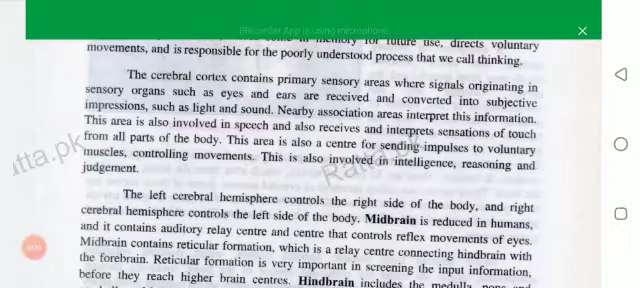 (Recorder App is using microphone
memory for future use, directs voluntary
movements, and is responsible for the poorly understood process that we call thinking.
The cerebral cortex contains primary sensory areas where signals originating in
sensory organs such as eyes and ears are received and converted into subjective
impressions, such as light and sound. Nearby association areas interpret this information.
This area is also involved in speech and also receives and interprets sensations of touch
from all parts of the body. This area is also a centre for sending impulses to voluntary
muscles, controlling movements. This is also involved in intelligence, reasoning and
judgement.
The left cerebral hemisphere controls the right side of the body, and right
cerebral hemisphere controls the left side of the body. Midbrain is reduced in humans,
and it contains auditory relay centre and centre that controls reflex movements of eyes.
Midbrain contains reticular formation, which is a relay centre connecting hindbrain with
the forebrain. Reticular formation is very important in screening the input information,
before they reach higher brain centres. Hindbrain includes the medulla, pons and